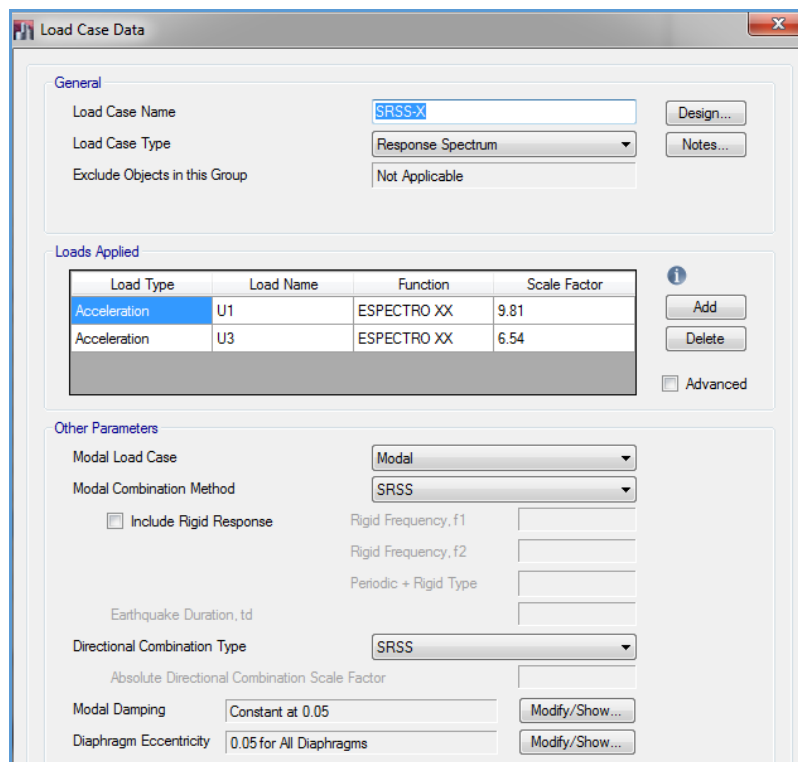 Load Case Data
General
Load Case Name SRSS-X Design...
Load Case Type Response Spectrum Notes...
Exclude Objects in this Group Not Applicable
Loads Applied
Load Type Load Name Function Scale Factor
Acceleration U1 ESPECTRO XX 9.81 Add
Acceleration U3 ESPECTRO XX 6.54 Delete
Advanced
Other Parameters
Modal Load Case Modal
Modal Combination Method SRSS
Include Rigid Response Rigid Frequency, f1
Rigid Frequency, f2
Periodic + Rigid Type
Earthquake Duration, td
Directional Combination Type SRSS
Absolute Directional Combination Scale Factor
Modal Damping Constant at 0.05 Modify/Show...
Diaphragm Eccentricity 0.05 for All Diaphragms Modify/Show...